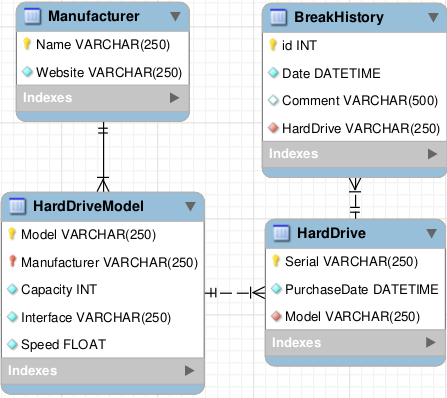 Manufacturer
Name VARCHAR(250)
Website VARCHAR(250)
Indexes
BreakHistory
id INT
Date DATETIME
Comment VARCHAR(500)
HardDrive VARCHAR(250)
Indexes
HardDriveModel
Model VARCHAR(250)
Manufacturer VARCHAR(250)
Capacity INT
Interface VARCHAR(250)
Speed FLOAT
Indexes
HardDrive
Serial VARCHAR(250)
PurchaseDate DATETIME
Model VARCHAR(250)
Indexes